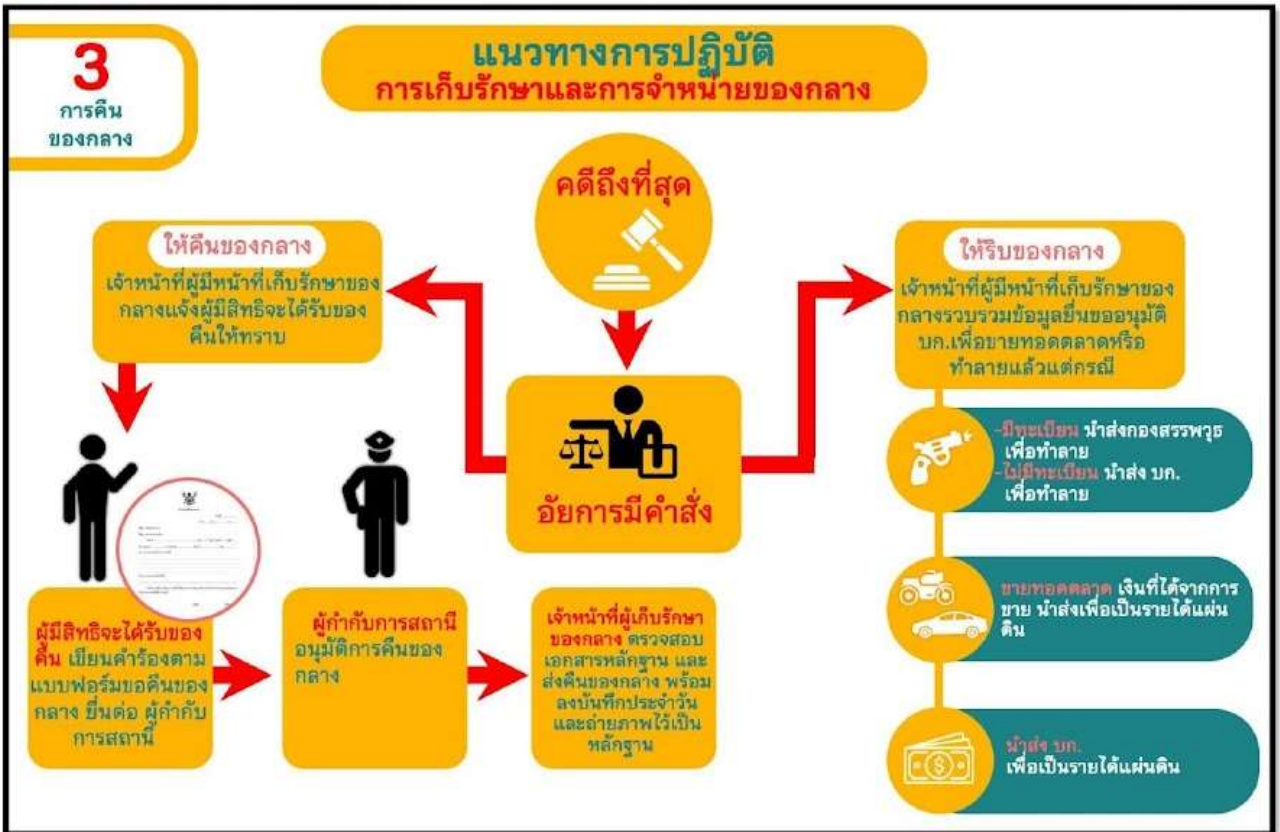 3
การคืน
ของกลาง
แนวทางการปฏิบัติ
การเก็บรักษาและการจำหน่ายของกลาง
คดีถึงที่สุด
ให้คืนของกลาง
เจ้าหน้าที่ผู้มีหน้าที่เก็บรักษาของ
กลางแจ้งผู้มีสิทธิจะได้รับของ
คืนให้ทราบ
ให้ริบของกลาง
เจ้าหน้าที่ผู้มีหน้าที่เก็บรักษาของ
กลางรวบรวมข้อมูลยื่นขออนุมัติ
บก.เพื่อขายทอดตลาดหรือ
ทำลายแล้วแต่กรณี
อัยการมีคำสั่ง
-มีทะเบียน นำส่งกองสรรพวุธ
เพื่อทำลาย
-ไม่มีทะเบียน นำส่ง บก.
เพื่อทำลาย
ขายทอดตลาด เงินที่ได้จากการ
ขาย นำส่งเพื่อเป็นรายได้แผ่น
ดิน
นำส่ง บก.
เพื่อเป็นรายได้แผ่นดิน
ผู้มีสิทธิจะได้รับของ
คืน เขียนคำร้องตาม
แบบฟอร์มขอคืนของ
กลาง ยื่นต่อ ผู้กำกับ
การสถานี
ผู้กำกับการสถานี
อนุมัติการคืนของ
กลาง
เจ้าหน้าที่ผู้เก็บรักษา
ของกลาง ตรวจสอบ
เอกสารหลักฐาน และ
ส่งคืนของกลาง พร้อม
ลงบันทึกประจำวัน
และถ่ายภาพไว้เป็น
หลักฐาน